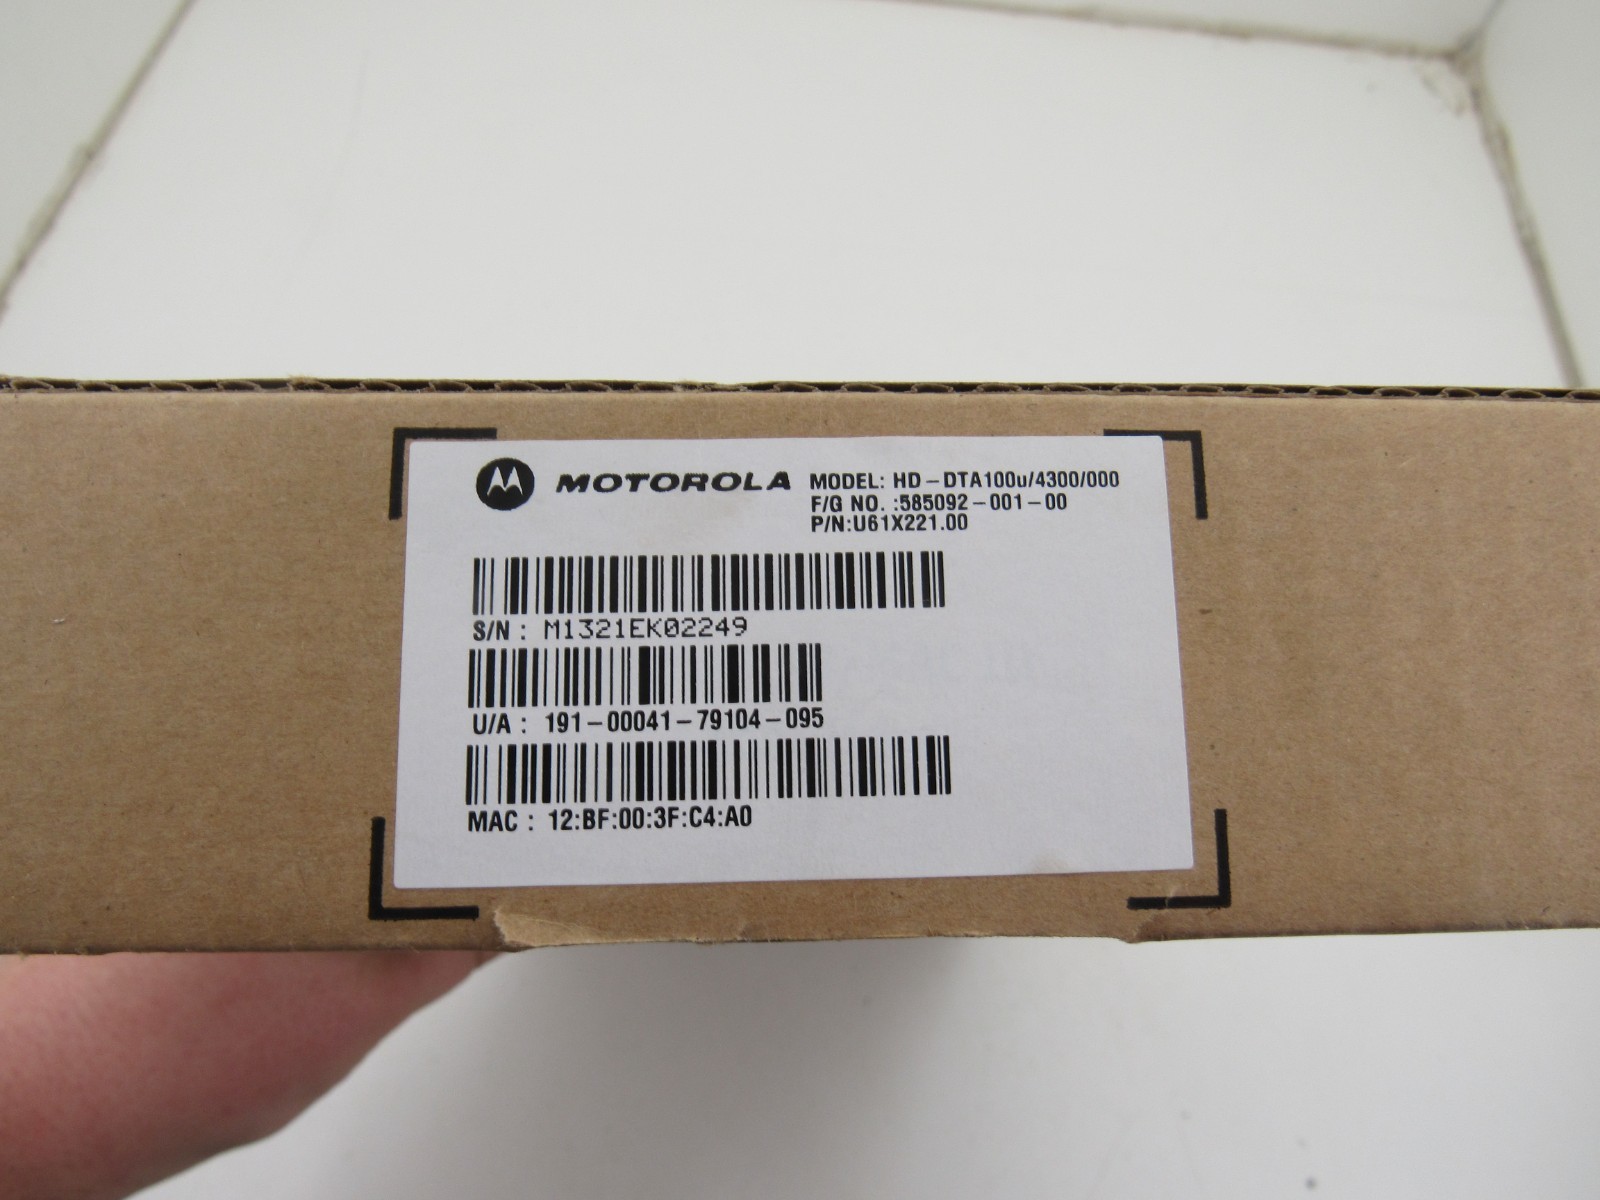 MOTOROLA MODEL: HD-DTA100u/4300/000
F/G NO. :585092-001-00
P/N:U61X221.00
S/N : M1321EK02249
U/A : 191-00041-79104-095
MAC : 12:BF:00:3F:C4:A0